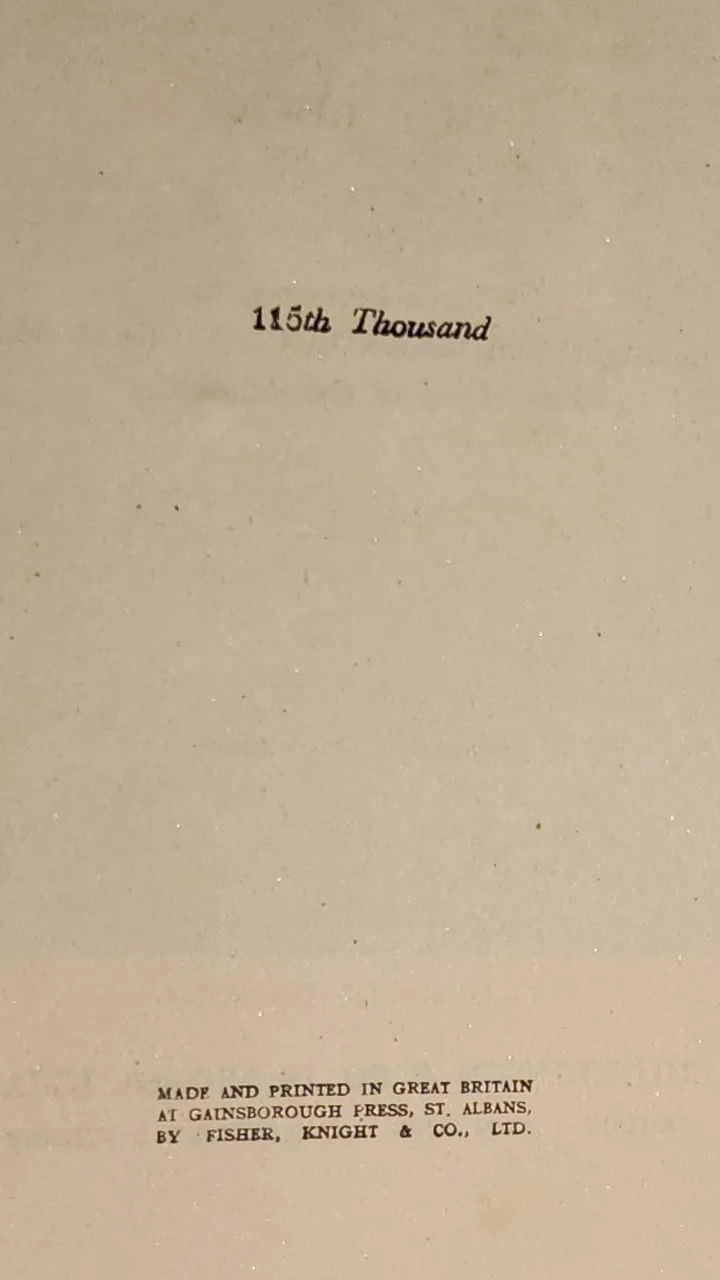 115th Thousand
MADE AND PRINTED IN GREAT BRITAIN
AT GAINSBOROUGH PRESS, ST. ALBANS,
BY FISHER, KNIGHT & CO., LTD.